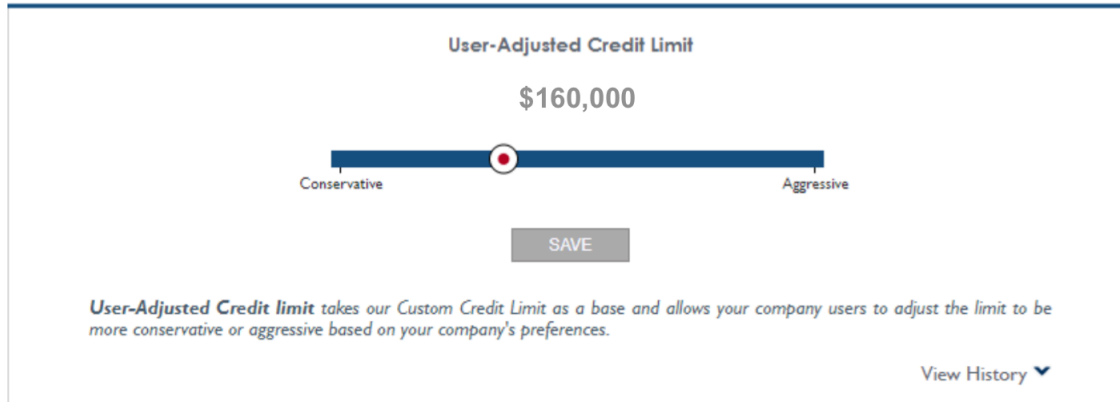 User-Adjusted Credit Limit
$160,000
Conservative
Aggressive
SAVE
User-Adjusted Credit limit takes our Custom Credit Limit as a base and allows your company users to adjust the limit to be
more conservative or aggressive based on your company's preferences.
View History